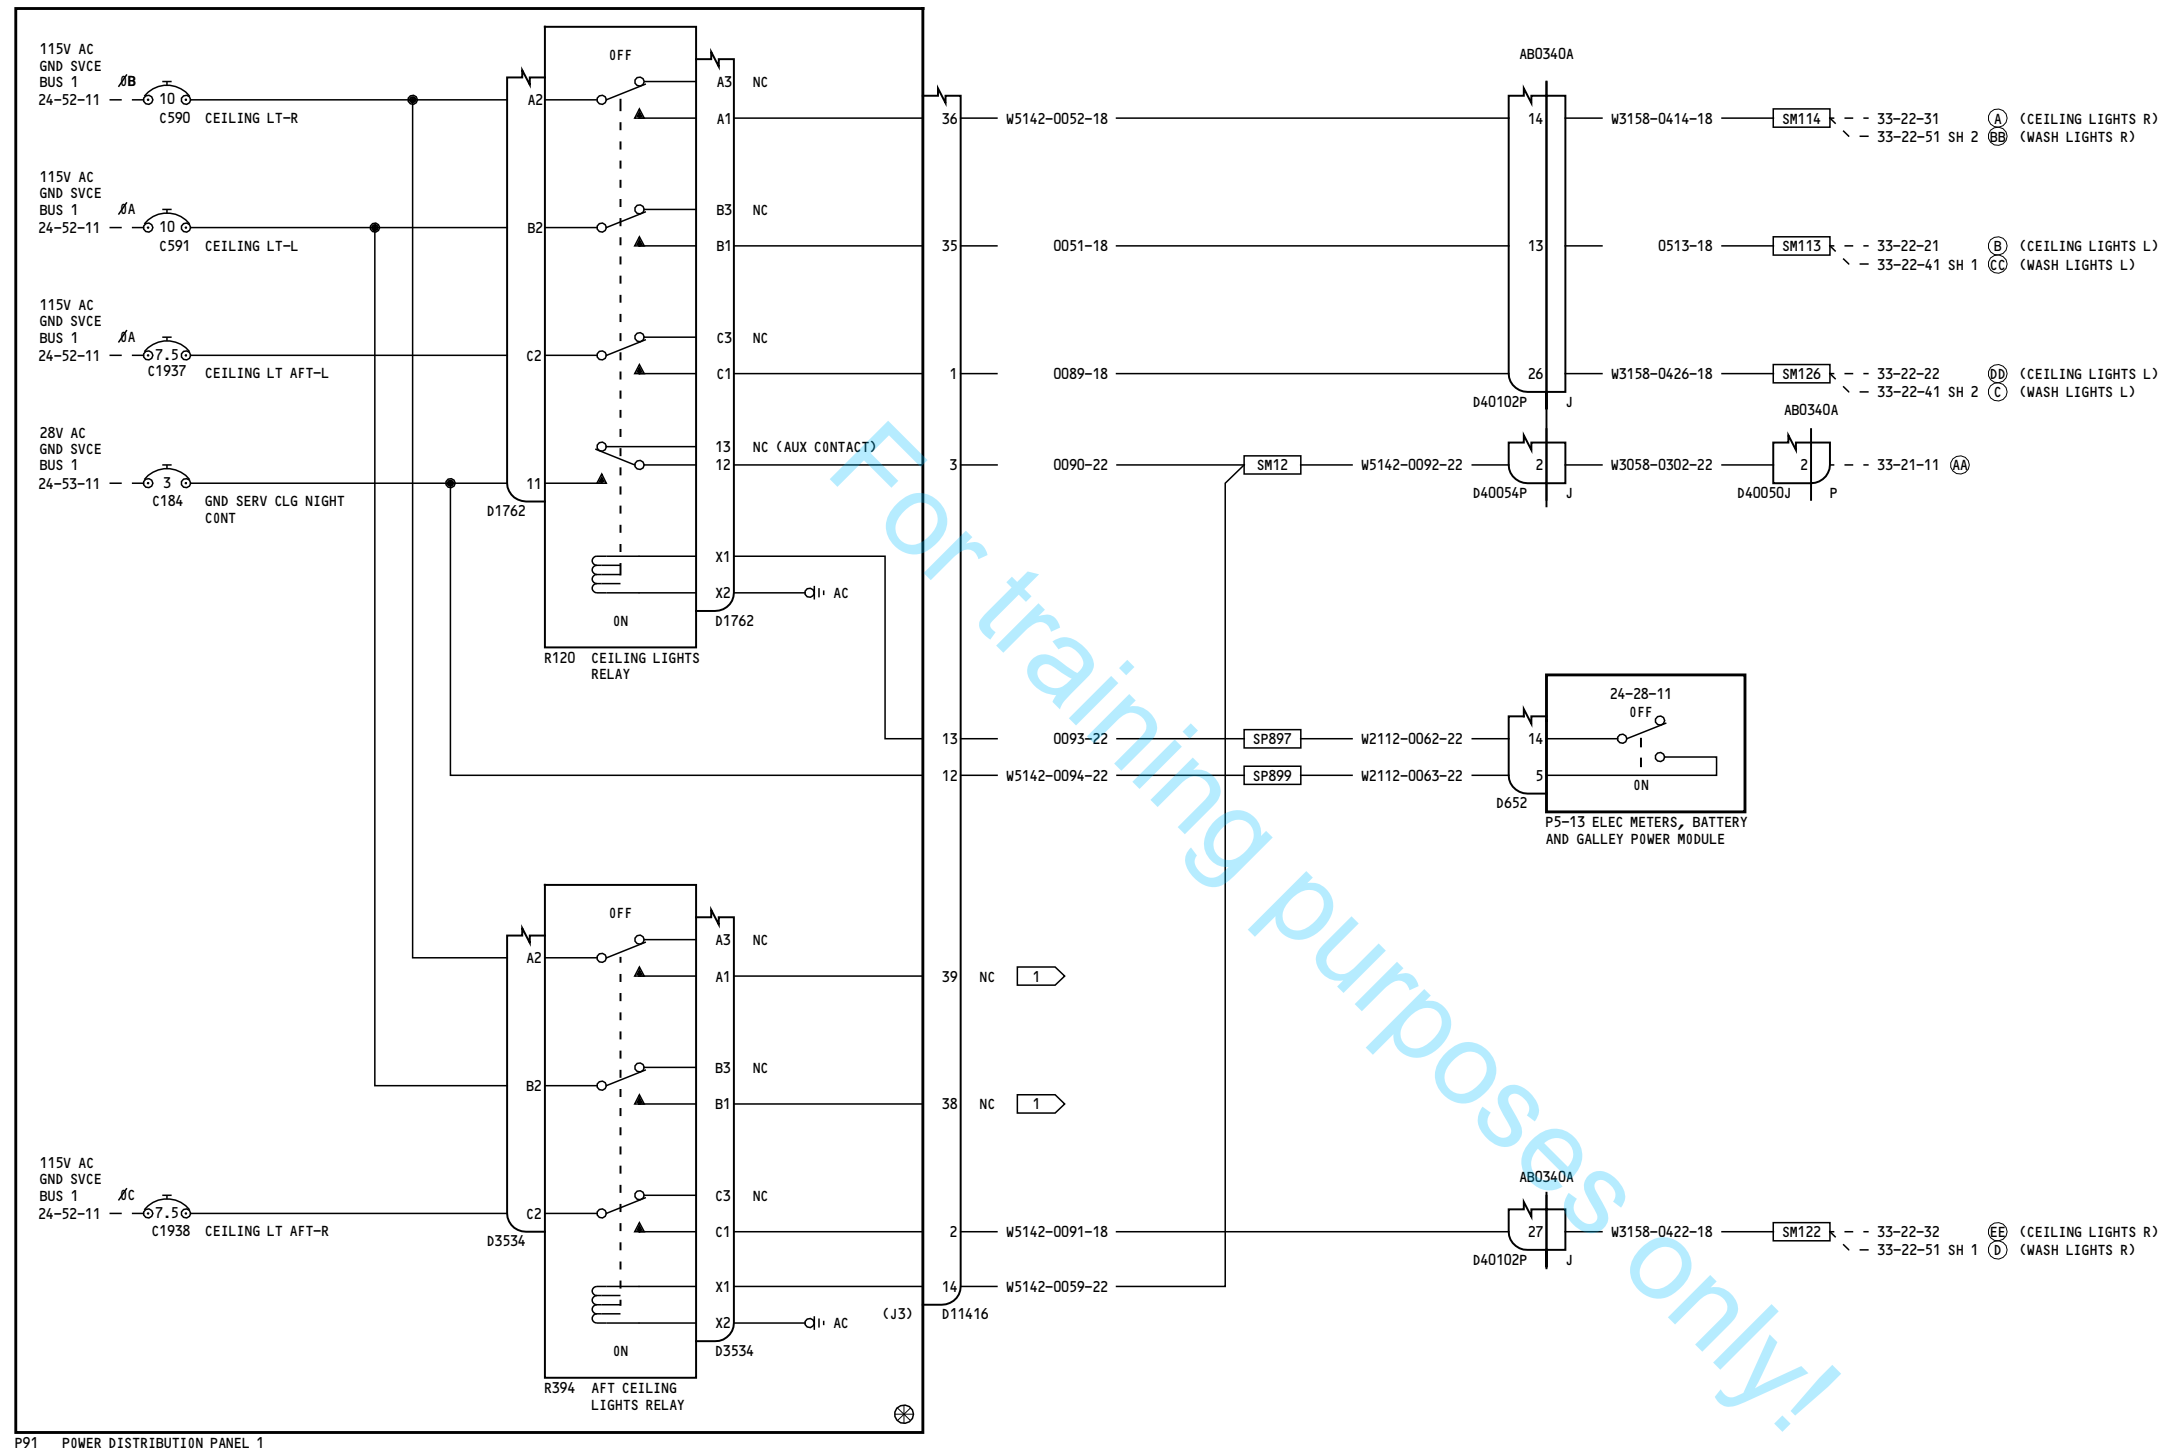 115V AC
GND SVCE
BUS 1 ØB
24-52-11
10
C590 CEILING LT-R
115V AC
GND SVCE
BUS 1 ØA
24-52-11
10
C591 CEILING LT-L
115V AC
GND SVCE
BUS 1 ØA
24-52-11
7.5
C1937 CEILING LT AFT-L
28V AC
GND SVCE
BUS 1
24-53-11
3
C184 GND SERV CLG NIGHT
CONT
OFF
A2 A3 NC
A1
B2 B3 NC
B1
C2 C3 NC
C1
13 NC (AUX CONTACT)
12
11
D1762
X1
X2 AC
ON
D1762
R120 CEILING LIGHTS
RELAY
36 W5142-0052-18
35 0051-18
1 0089-18
3 0090-22 SM12 W5142-0092-22
13 0093-22 SP897 W2112-0062-22
12 W5142-0094-22 SP899 W2112-0063-22
AB0340A
14 W3158-0414-18 SM114 33-22-31 A (CEILING LIGHTS R)
33-22-51 SH 2 BB (WASH LIGHTS R)
13 0513-18 SM113 33-22-21 B (CEILING LIGHTS L)
33-22-41 SH 1 CC (WASH LIGHTS L)
26 W3158-0426-18 SM126 33-22-22 DD (CEILING LIGHTS L)
33-22-41 SH 2 C (WASH LIGHTS L)
D40102P J
AB0340A
2 W3058-0302-22 2 33-21-11 AA
D40054P J
D40050J P
24-28-11
OFF
14
5
ON
D652
P5-13 ELEC METERS, BATTERY
AND GALLEY POWER MODULE
115V AC
GND SVCE
BUS 1 ØC
24-52-11
7.5
C1938 CEILING LT AFT-R
OFF
A2 A3 NC
A1 39 NC 1
B2 B3 NC
B1 38 NC 1
C2 C3 NC
C1 2 W5142-0091-18
D3534
X1 14 W5142-0059-22
X2 AC
(J3) D11416
ON
D3534
R394 AFT CEILING
LIGHTS RELAY
AB0340A
27 W3158-0422-18 SM122 33-22-32 EE (CEILING LIGHTS R)
33-22-51 SH 1 D (WASH LIGHTS R)
D40102P J
P91 POWER DISTRIBUTION PANEL 1
For training purposes only!